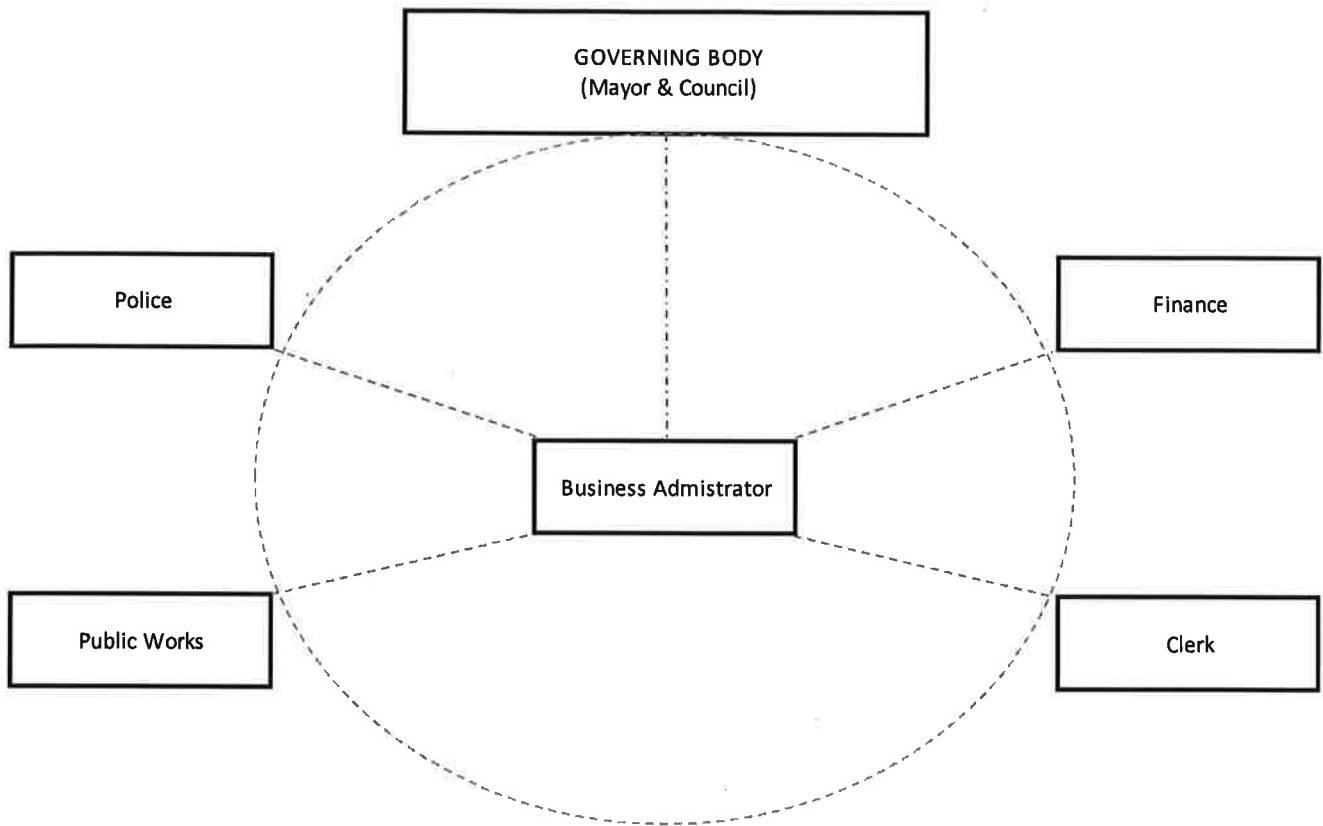 GOVERNING BODY
(Mayor & Council)
Police
Finance
Business Admistrator
Public Works
Clerk